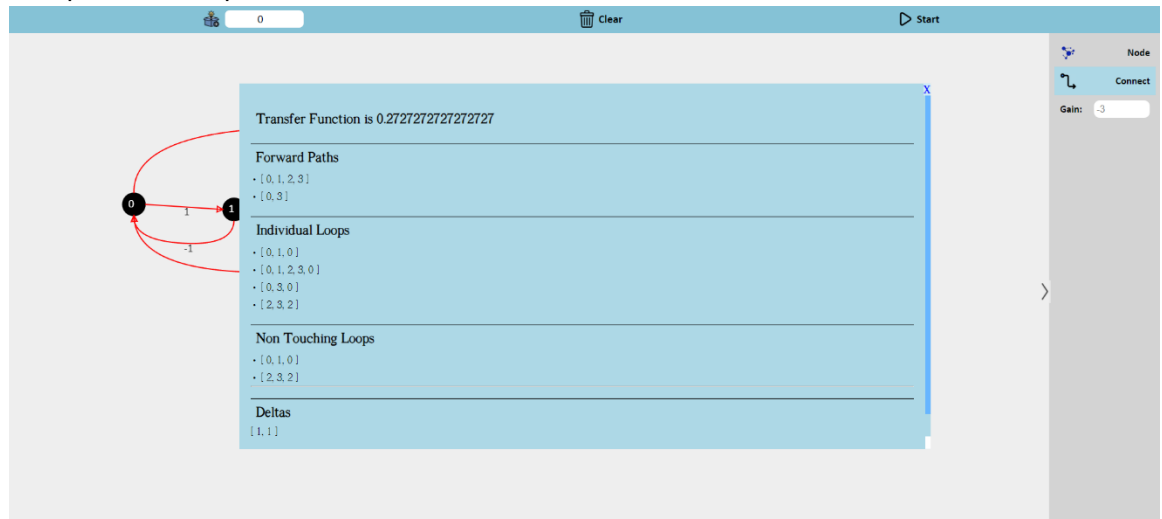 0 Clear Start
Node
Connect
Gain: -3
X
Transfer Function is 0.2727272727272727
Forward Paths
• [ 0, 1, 2, 3 ]
• [ 0, 3 ]
0 1 1
-1
Individual Loops
• [ 0, 1, 0 ]
• [ 0, 1, 2, 3, 0 ]
• [ 0, 3, 0 ]
• [ 2, 3, 2 ]
Non Touching Loops
• [ 0, 1, 0 ]
• [ 2, 3, 2 ]
Deltas
[ 1, 1 ]